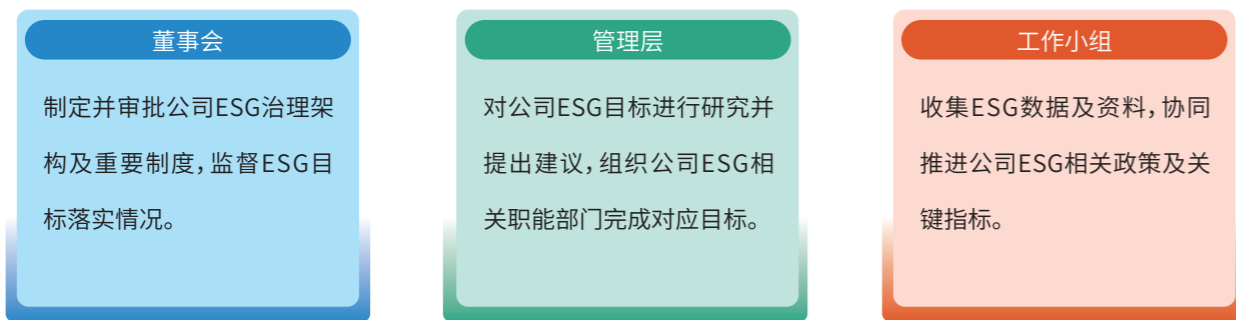 董事会
制定并审批公司ESG治理架
构及重要制度，监督ESG目
标落实情况。
管理层
对公司ESG目标进行研究并
提出建议，组织公司ESG相
关职能部门完成对应目标。
工作小组
收集ESG数据及资料，协同
推进公司ESG相关政策及关
键指标。